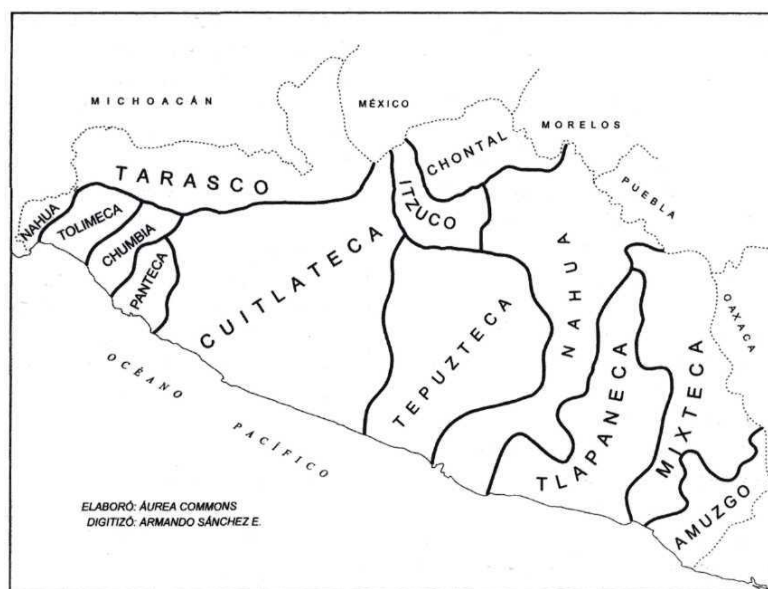 MICHOACÁN
MÉXICO
MORELOS
PUEBLA
OAXACA
TARASCO
CHONTAL
ITZUCO
NAHUA
TOLIMECA
CHUMBIA
PANTECA
CUITLATECA
TEPUZTECA
NAHUA
TLAPANECA
MIXTECA
AMUZGO
OCÉANO
PACÍFICO
ELABORÓ: ÁUREA COMMONS
DIGITIZÓ: ARMANDO SÁNCHEZ E.